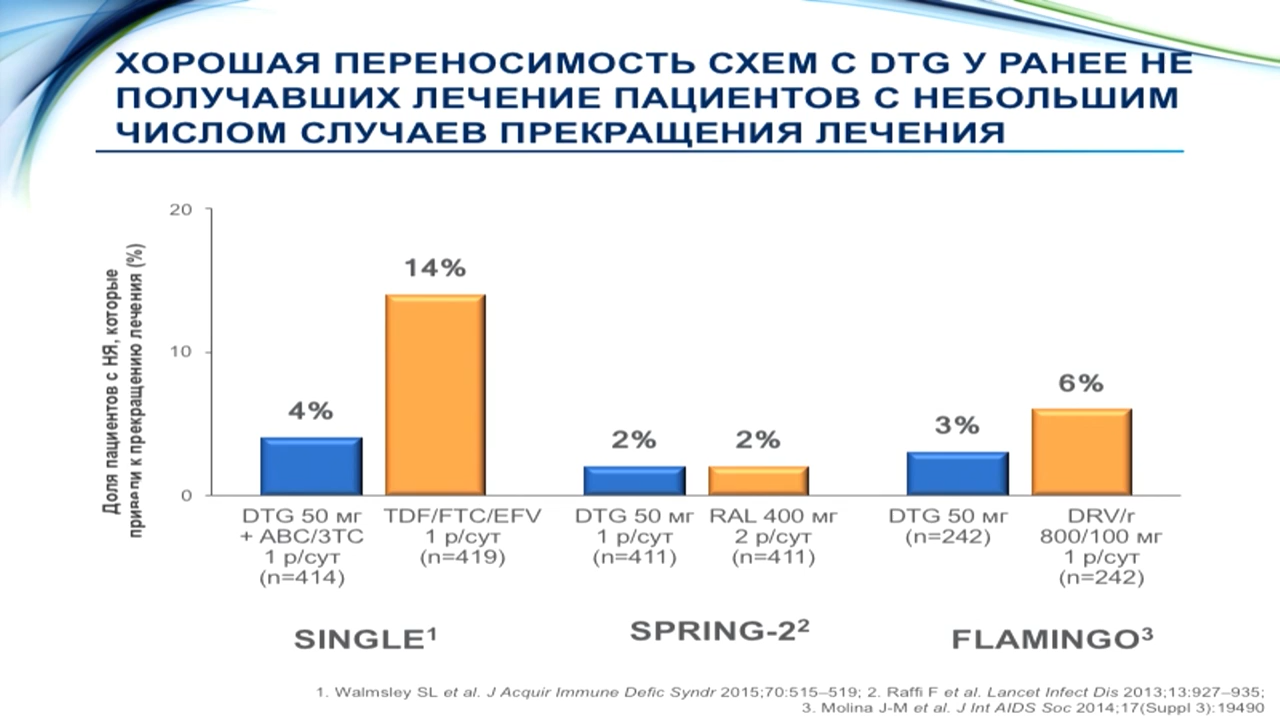 ХОРОШАЯ ПЕРЕНОСИМОСТЬ СХЕМ С DTG У РАНЕЕ НЕ
ПОЛУЧАВШИХ ЛЕЧЕНИЕ ПАЦИЕНТОВ С НЕБОЛЬШИМ
ЧИСЛОМ СЛУЧАЕВ ПРЕКРАЩЕНИЯ ЛЕЧЕНИЯ
Доля пациентов с НЯ, которые
привели к прекращению лечения (%)
20
10
0
4%
14%
2%
2%
3%
6%
DTG 50 мг
+ ABC/3TC
1 р/сут
(n=414)
TDF/FTC/EFV
1 р/сут
(n=419)
DTG 50 мг
1 р/сут
(n=411)
RAL 400 мг
2 р/сут
(n=411)
DTG 50 мг
(n=242)
DRV/r
800/100 мг
1 р/сут
(n=242)
SINGLE¹
SPRING-2²
FLAMINGO³
1. Walmsley SL et al. J Acquir Immune Defic Syndr 2015;70:515–519; 2. Raffi F et al. Lancet Infect Dis 2013;13:927–935;
3. Molina J-M et al. J Int AIDS Soc 2014;17(Suppl 3):19490